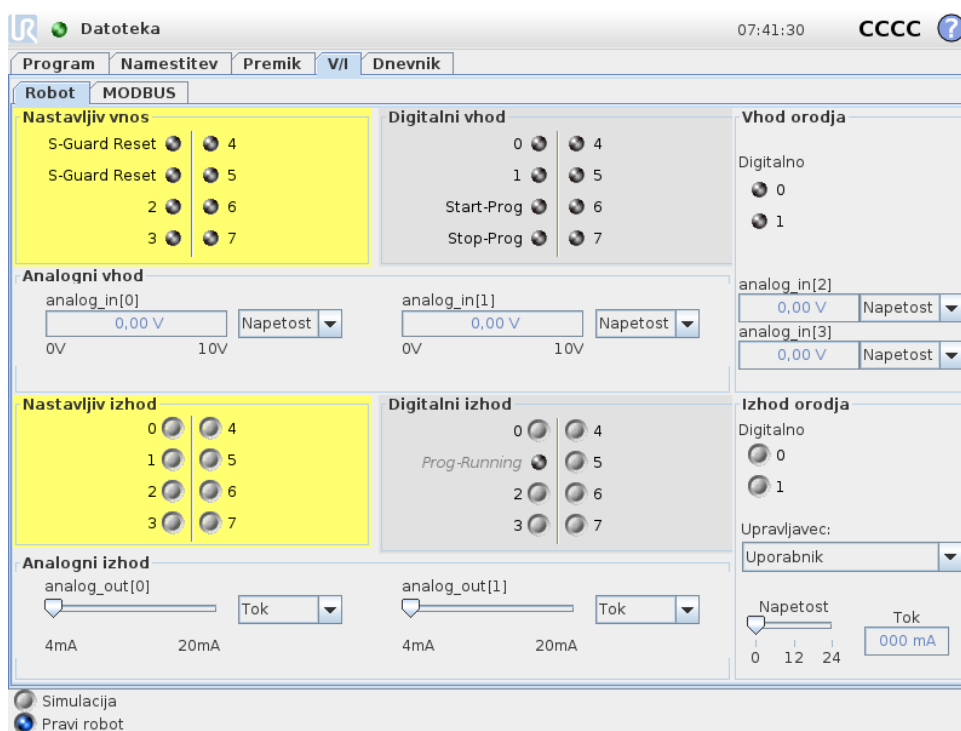 UR Datoteka 07:41:30 CCCC ?
Program Namestitev Premik V/I Dnevnik
Robot MODBUS
Nastavljiv vnos
S-Guard Reset 4
S-Guard Reset 5
2 6
3 7
Digitalni vhod
0 4
1 5
Start-Prog 6
Stop-Prog 7
Vhod orodja
Digitalno
0
1
analog_in[2]
0,00 V Napetost
analog_in[3]
0,00 V Napetost
Analogni vhod
analog_in[0]
0,00 V Napetost
0V 10V
analog_in[1]
0,00 V Napetost
0V 10V
Nastavljiv izhod
0 4
1 5
2 6
3 7
Digitalni izhod
0 4
Prog-Running 5
2 6
3 7
Izhod orodja
Digitalno
0
1
Upravljavec:
Uporabnik
Napetost
0 12 24
Tok
000 mA
Analogni izhod
analog_out[0]
Tok
4mA 20mA
analog_out[1]
Tok
4mA 20mA
Simulacija
Pravi robot